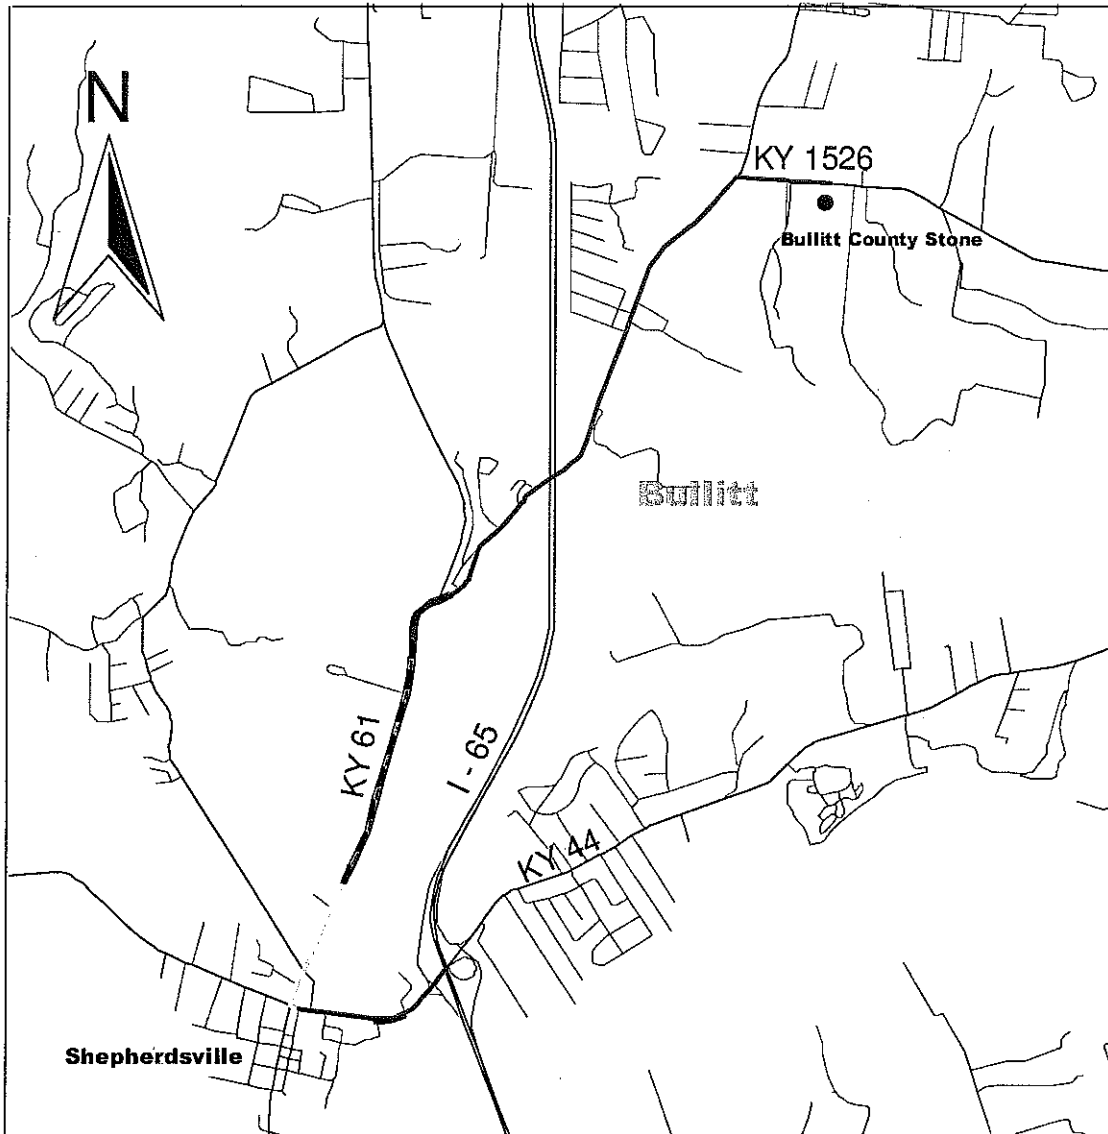 N
KY 1526
Bullitt County Stone
Bullitt
KY 61
I - 65
KY 44
Shepherdsville